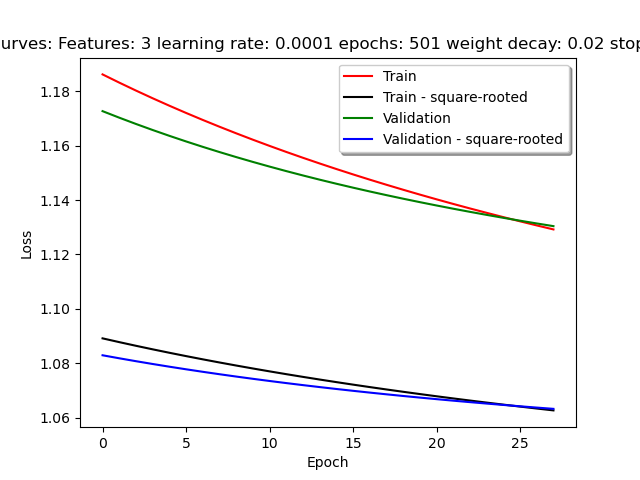 urves: Features: 3 learning rate: 0.0001 epochs: 501 weight decay: 0.02 stop
Train
Train - square-rooted
Validation
Validation - square-rooted
1.18
1.16
1.14
1.12
1.10
1.08
1.06
Loss
0 5 10 15 20 25
Epoch